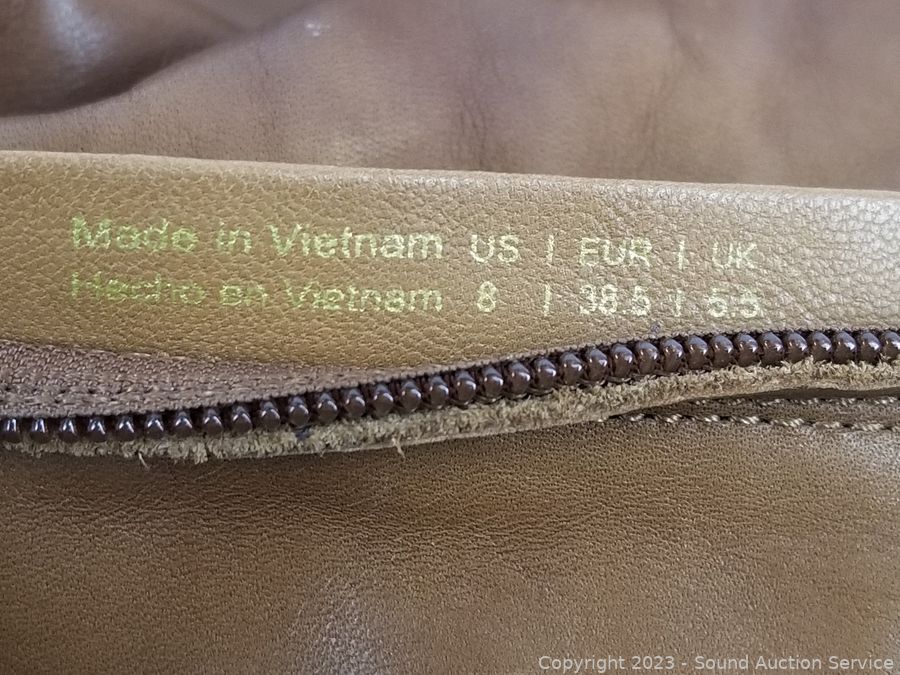 Made in Vietnam US | EUR | UK
Hecho en Vietnam 8 | 38.5 | 5.5
Copyright 2023 - Sound Auction Service